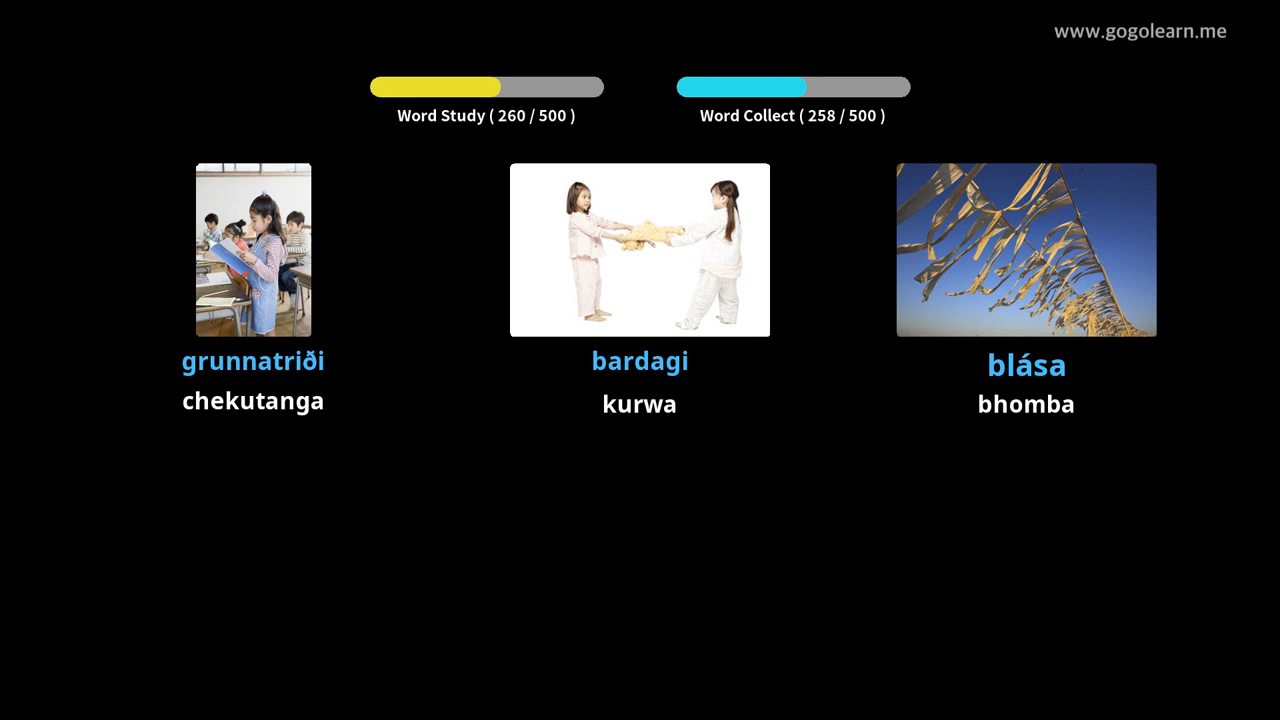 www.gogolearn.me
Word Study ( 260 / 500 )
Word Collect ( 258 / 500 )
grunnatriði
chekutanga
bardagi
kurwa
blása
bhomba